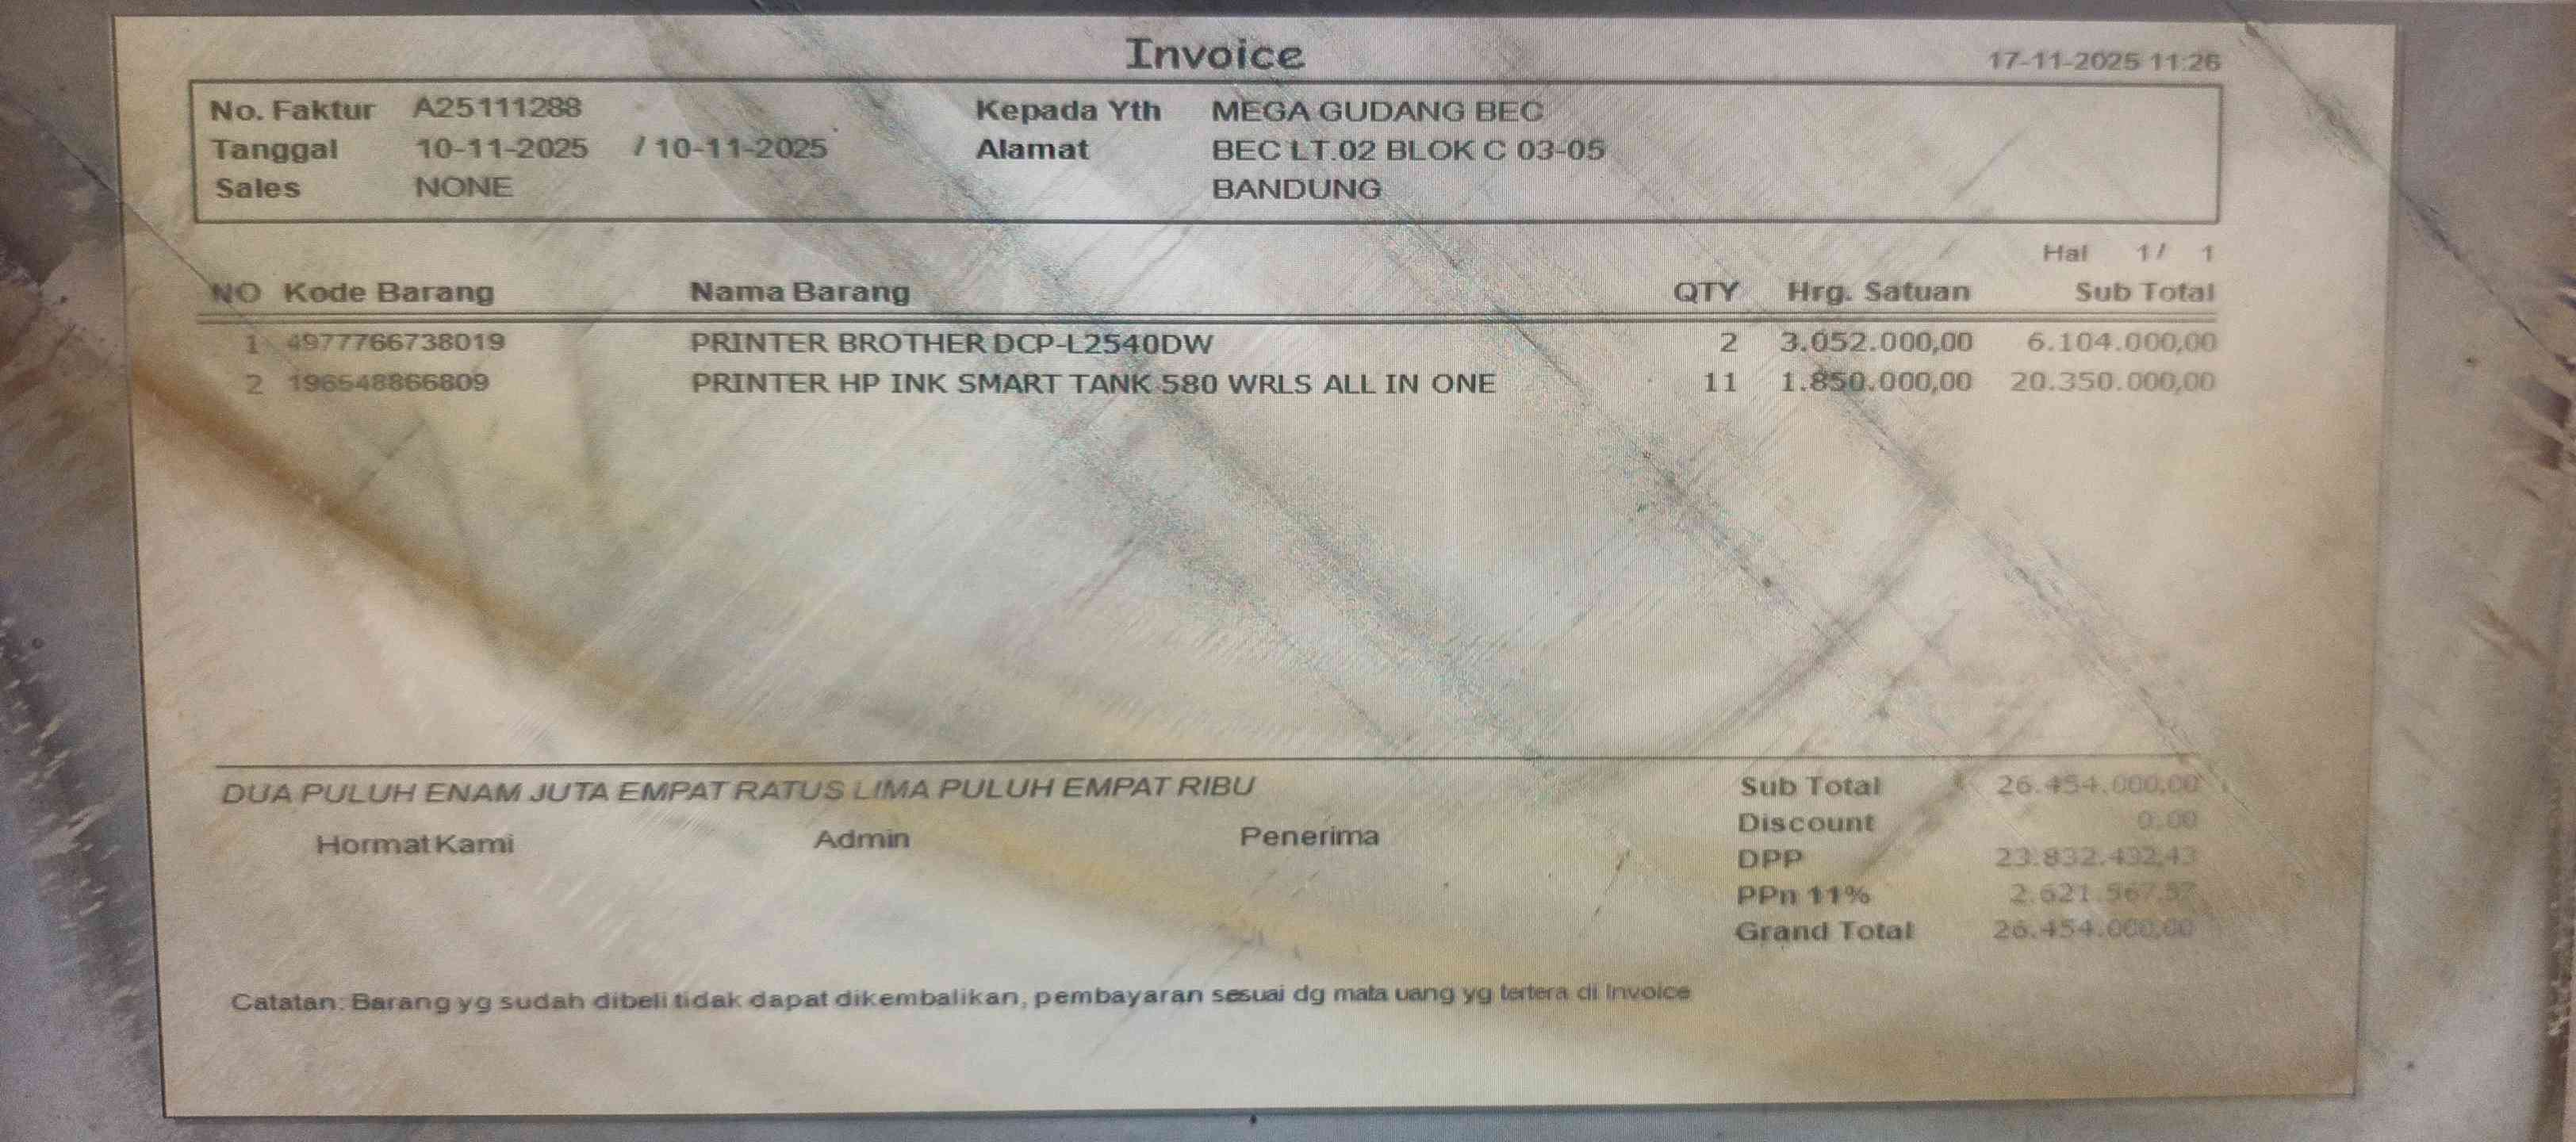 Invoice
17-11-2025 11:26
No. Faktur A25111288 Kepada Yth MEGA GUDANG BEC
Tanggal 10-11-2025 / 10-11-2025 Alamat BEC LT.02 BLOK C 03-05
Sales NONE BANDUNG
Hal 1/ 1
NO Kode Barang Nama Barang QTY Hrg. Satuan Sub Total
1 4977766738019 PRINTER BROTHER DCP-L2540DW 2 3.052.000,00 6.104.000,00
2 196548866809 PRINTER HP INK SMART TANK 580 WRLS ALL IN ONE 11 1.850.000,00 20.350.000,00
DUA PULUH ENAM JUTA EMPAT RATUS LIMA PULUH EMPAT RIBU Sub Total 26.454.000,00
Discount 0.00
Hormat Kami Admin Penerima
DPP 23.832.432,43
PPn 11% 2.621.567,57
Grand Total 26.454.000,00
Catatan: Barang yg sudah dibeli tidak dapat dikembalikan, pembayaran sesuai dg mata uang yg tertera di Invoice